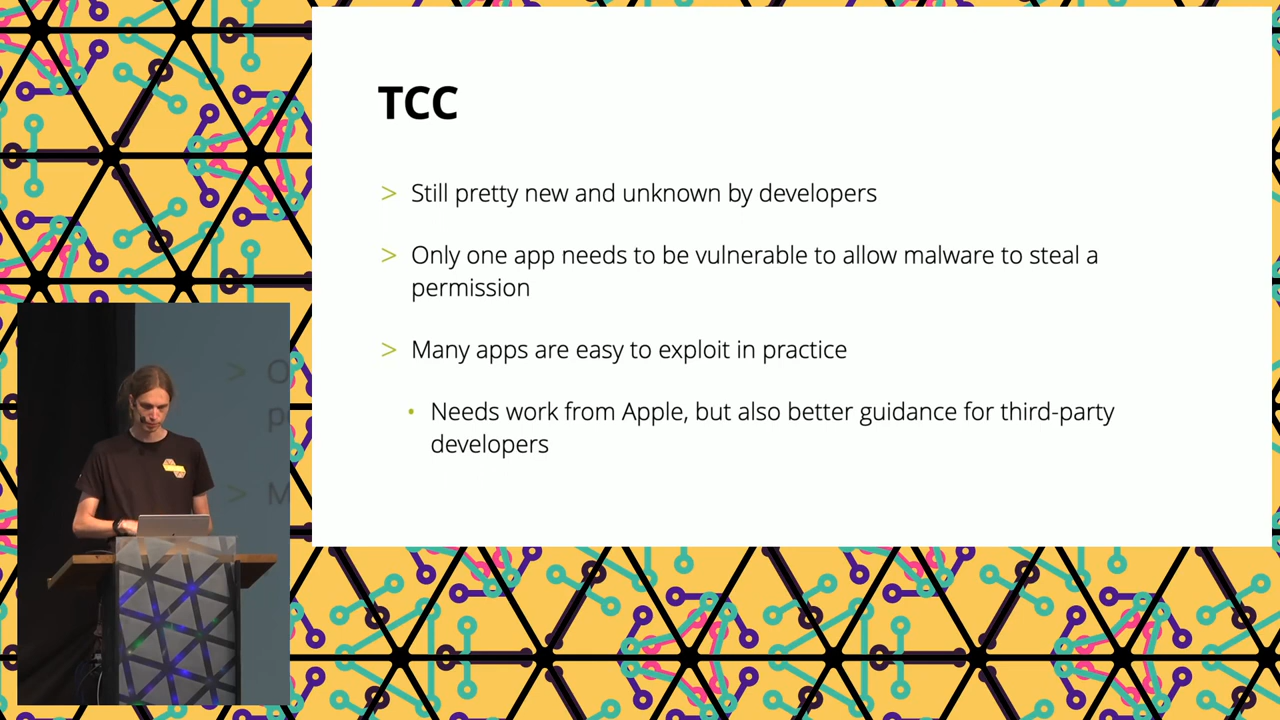 TCC
> Still pretty new and unknown by developers
> Only one app needs to be vulnerable to allow malware to steal a
permission
> Many apps are easy to exploit in practice
• Needs work from Apple, but also better guidance for third-party
developers
> O
p
> M